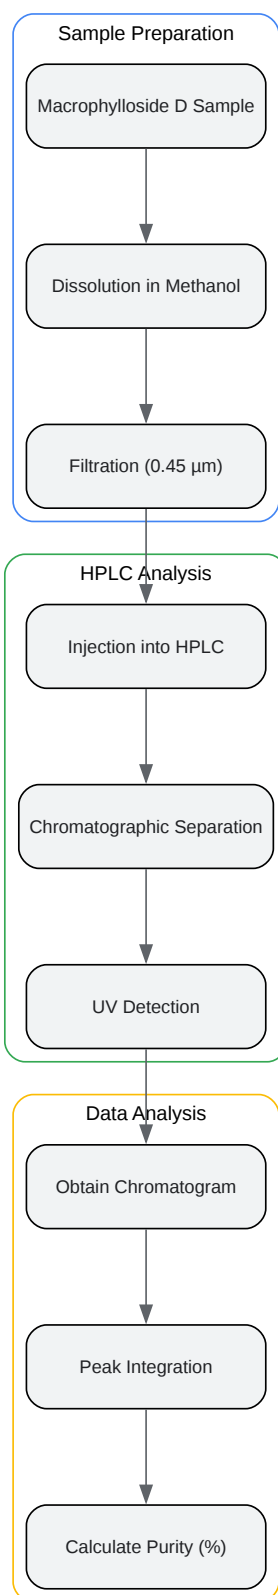 Sample Preparation
Macrophylloside D Sample
Dissolution in Methanol
Filtration (0.45 µm)
HPLC Analysis
Injection into HPLC
Chromatographic Separation
UV Detection
Data Analysis
Obtain Chromatogram
Peak Integration
Calculate Purity (%)